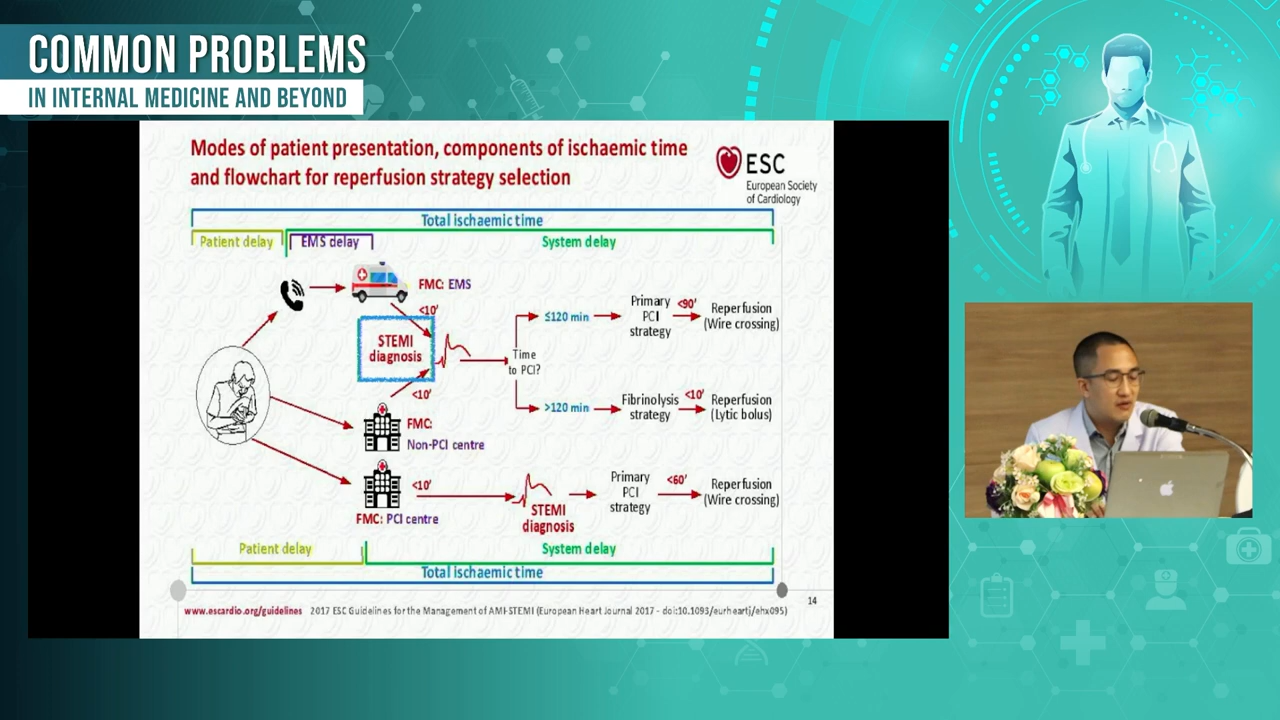 COMMON PROBLEMS
IN INTERNAL MEDICINE AND BEYOND
Modes of patient presentation, components of ischaemic time
and flowchart for reperfusion strategy selection
ESC
European Society
of Cardiology
Total ischaemic time
Patient delay
EMS delay
System delay
FMC: EMS
<10'
STEMI
diagnosis
Time
to PCI?
≤120 min
Primary
PCI
strategy
<90'
Reperfusion
(Wire crossing)
>120 min
Fibrinolysis
strategy
<10'
Reperfusion
(Lytic bolus)
<10'
FMC:
Non-PCI centre
<10'
FMC: PCI centre
STEMI
diagnosis
Primary
PCI
strategy
<60'
Reperfusion
(Wire crossing)
Patient delay
System delay
Total ischaemic time
14
www.escardio.org/guidelines 2017 ESC Guidelines for the Management of AMI-STEMI (European Heart Journal 2017 - doi:10.1093/eurheartj/ehx095)